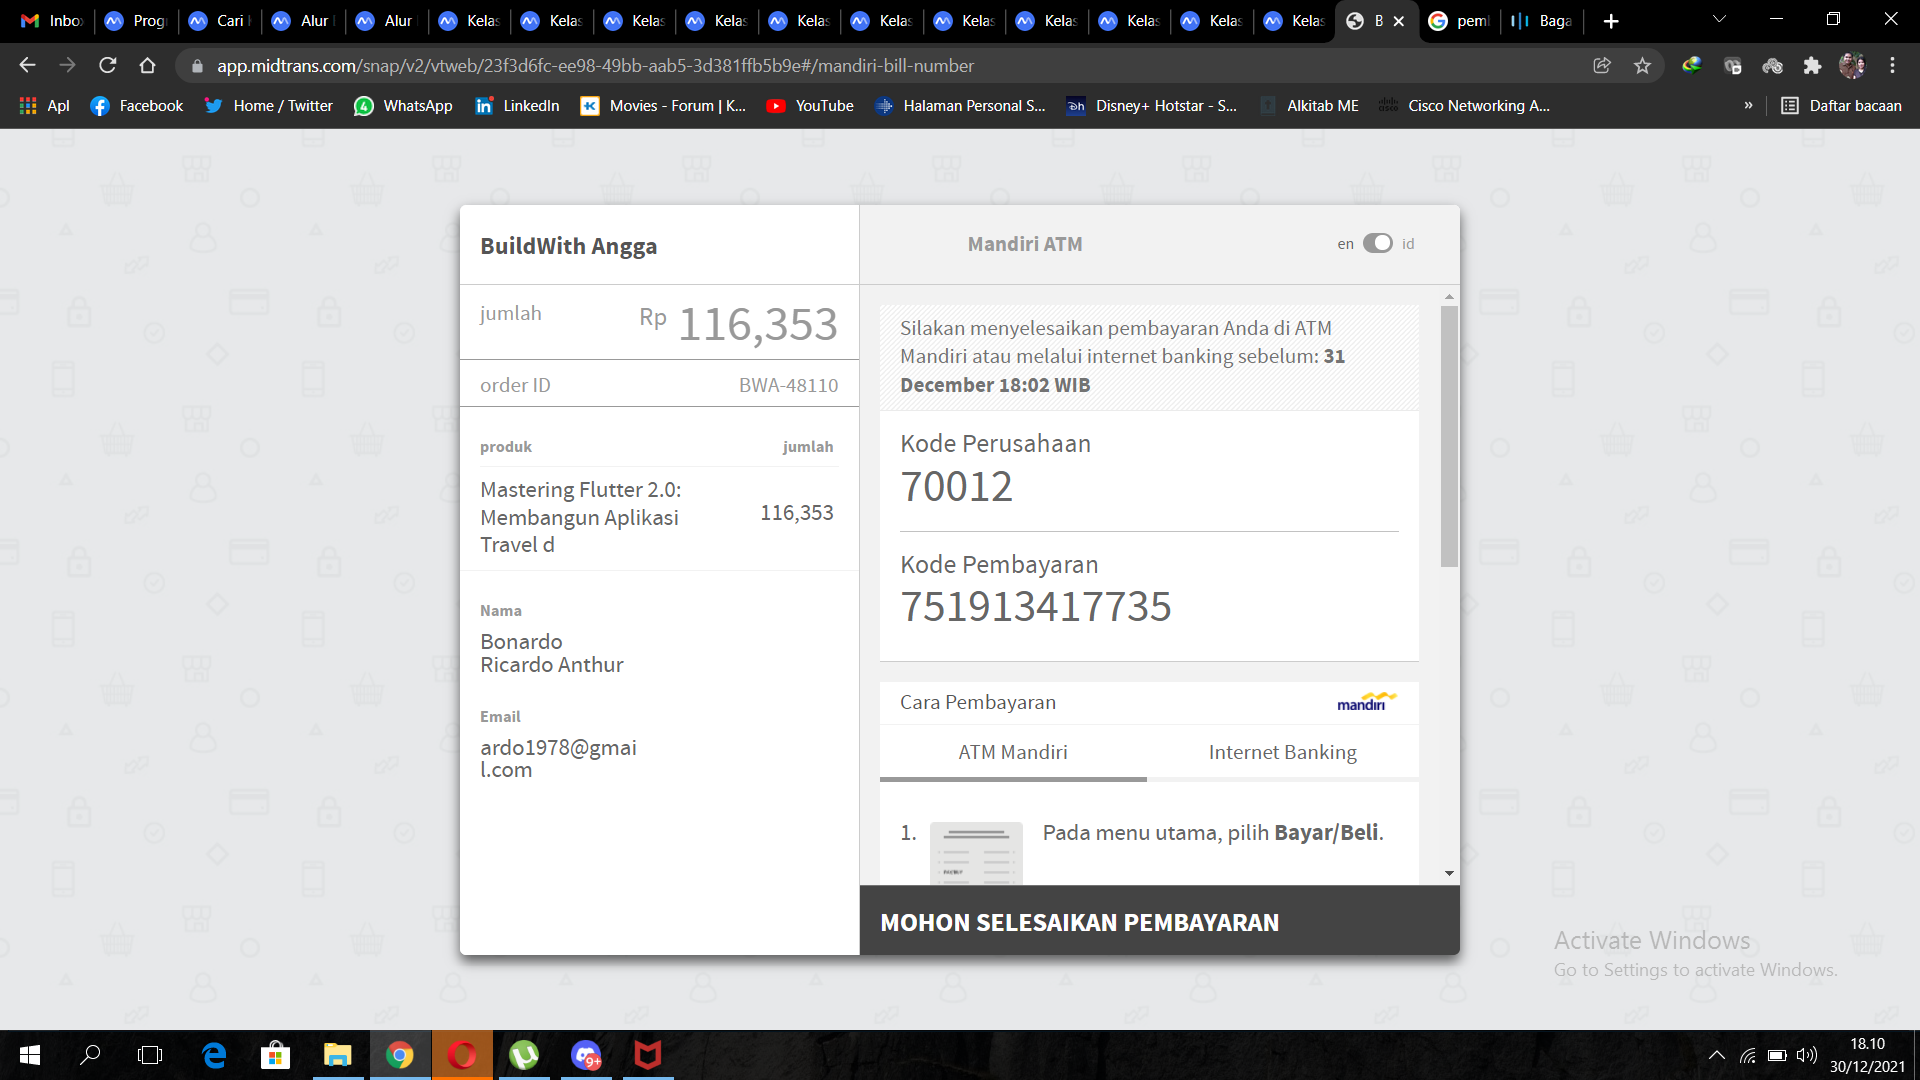 Inbo
Prog
Cari
Alur
Alur
Kelas
Kelas
Kelas
Kelas
Kelas
Kelas
Kelas
Kelas
Kelas
Kelas
Kelas
B
pem
Baga
app.midtrans.com/snap/v2/vtweb/23f3d6fc-ee98-49bb-aab5-3d381ffb5b9e#/mandiri-bill-number
Apl
Facebook
Home / Twitter
WhatsApp
LinkedIn
Movies - Forum | K...
YouTube
Halaman Personal S...
Disney+ Hotstar - S...
Alkitab ME
Cisco Networking A...
»
Daftar bacaan
BuildWith Angga
jumlah Rp 116,353
order ID BWA-48110
produk jumlah
Mastering Flutter 2.0:
Membangun Aplikasi
Travel d
116,353
Nama
Bonardo
Ricardo Anthur
Email
ardo1978@gmai
l.com
Mandiri ATM
en id
Silakan menyelesaikan pembayaran Anda di ATM
Mandiri atau melalui internet banking sebelum: 31
December 18:02 WIB
Kode Perusahaan
70012
Kode Pembayaran
751913417735
Cara Pembayaran
mandiri
ATM Mandiri Internet Banking
1. Pada menu utama, pilih Bayar/Beli.
MOHON SELESAIKAN PEMBAYARAN
Activate Windows
Go to Settings to activate Windows.
9+
18.10
30/12/2021